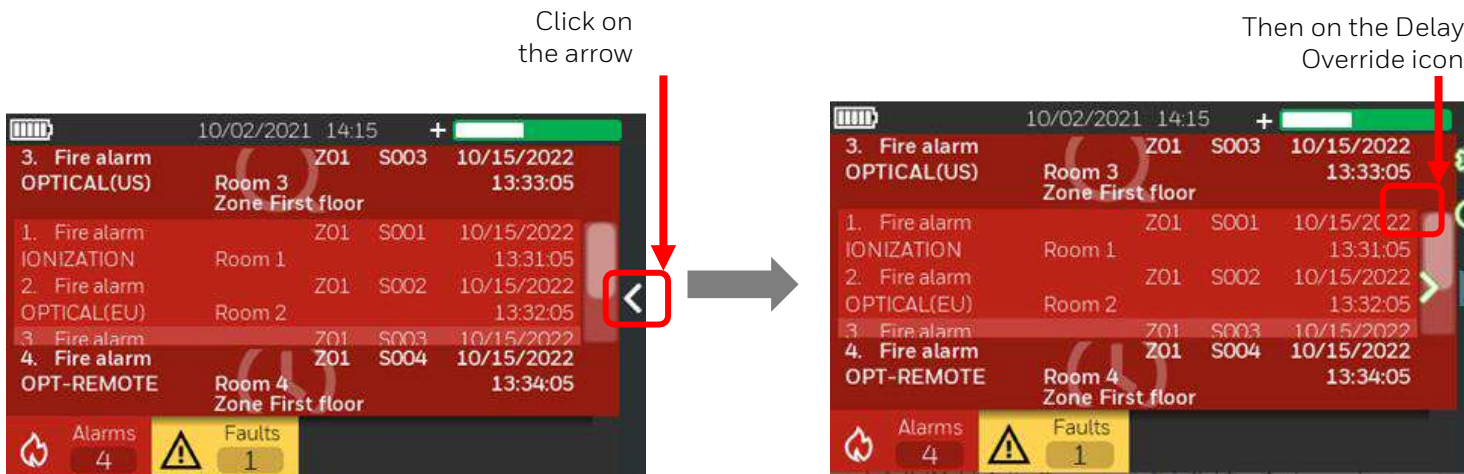 Click on
the arrow
10/02/2021 14:15 +
3. Fire alarm Z01 S003 10/15/2022
OPTICAL(US) Room 3 13:33:05
Zone First floor
1. Fire alarm Z01 S001 10/15/2022
IONIZATION Room 1 13:31:05
2. Fire alarm Z01 S002 10/15/2022
OPTICAL(EU) Room 2 13:32:05
3 Fire alarm Z01 S003 10/15/2022
4. Fire alarm Z01 S004 10/15/2022
OPT-REMOTE Room 4 13:34:05
Zone First floor
Alarms Faults
4 1
Then on the Delay
Override icon
10/02/2021 14:15 +
3. Fire alarm Z01 S003 10/15/2022
OPTICAL(US) Room 3 13:33:05
Zone First floor
1. Fire alarm Z01 S001 10/15/2022
IONIZATION Room 1 13:31:05
2. Fire alarm Z01 S002 10/15/2022
OPTICAL(EU) Room 2 13:32:05
3 Fire alarm Z01 S003 10/15/2022
4. Fire alarm Z01 S004 10/15/2022
OPT-REMOTE Room 4 13:34:05
Zone First floor
Alarms Faults
4 1